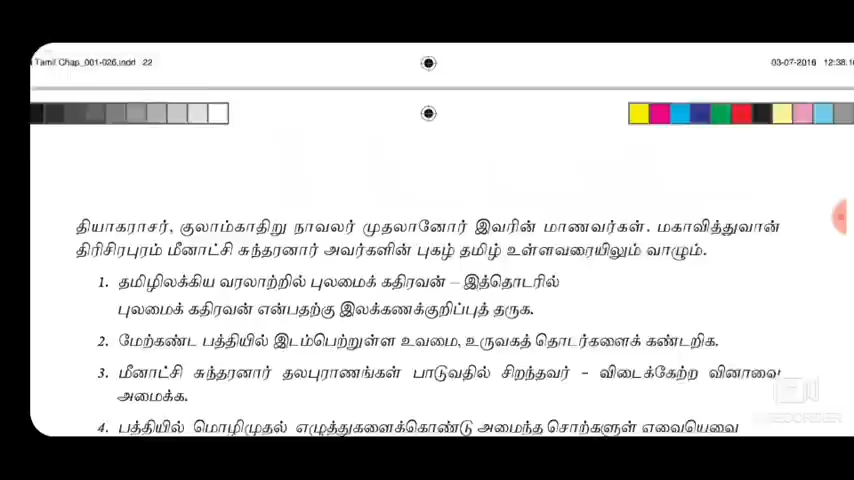 Tamil Chap_001-026.indd 22
03-07-2018 12:38:1
தியாகராசர், குலாம்காதிறு நாவலர் முதலானோர் இவரின் மாணவர்கள். மகாவித்துவான்
திரிசிரபுரம் மீனாட்சி சுந்தரனார் அவர்களின் புகழ் தமிழ் உள்ளவரையிலும் வாழும்.
1. தமிழிலக்கிய வரலாற்றில் புலமைக் கதிரவன் – இத்தொடரில்
புலமைக் கதிரவன் என்பதற்கு இலக்கணக்குறிப்புத் தருக.
2. மேற்கண்ட பத்தியில் இடம்பெற்றுள்ள உவமை, உருவகத் தொடர்களைக் கண்டறிக.
3. மீனாட்சி சுந்தரனார் தலபுராணங்கள் பாடுவதில் சிறந்தவர் – விடைக்கேற்ற வினாவை
அமைக்க.
4. பத்தியில் மொழிமுதல் எழுத்துகளைக்கொண்டு அமைந்த சொற்களுள் எவையெவை